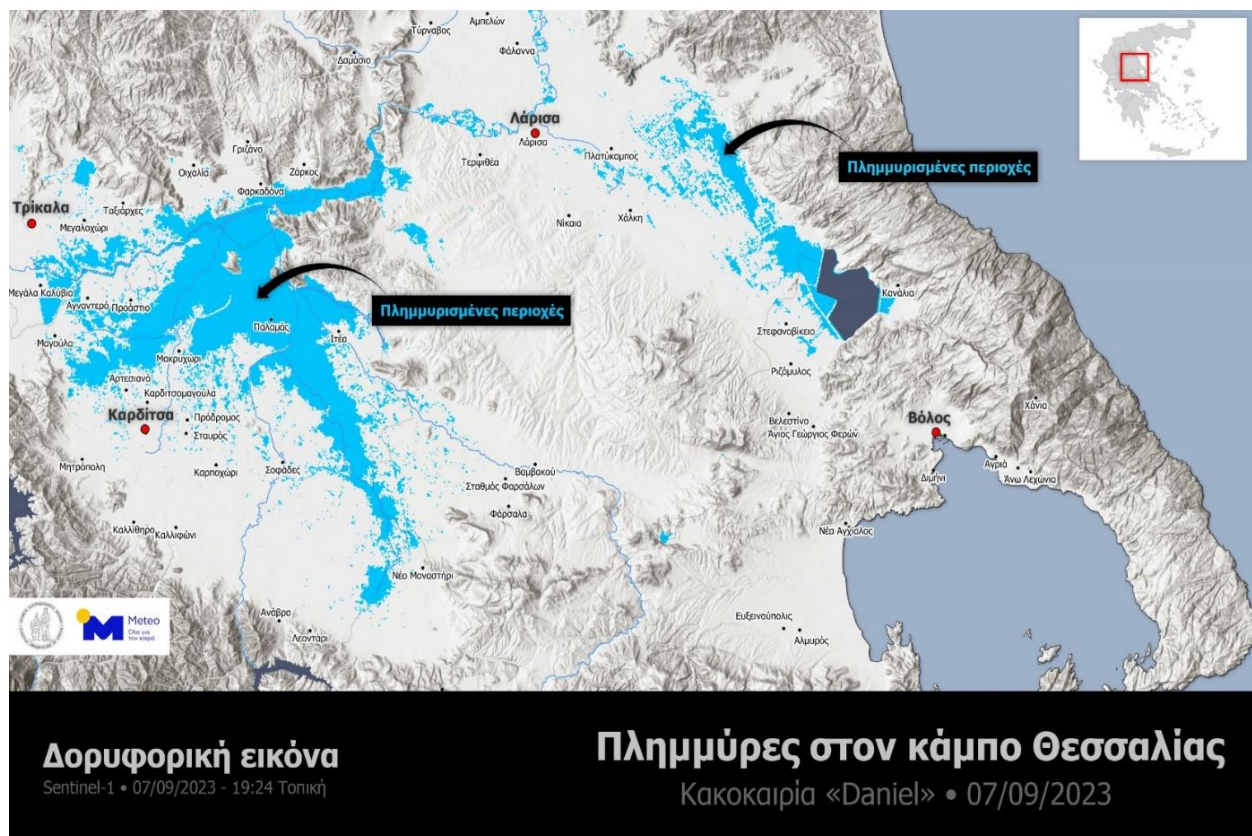 Αμπελών
Τύρναβος
Φάλαννα
Δαμάσιο
Λάρισα
Λάρισα
Πλατύκαμπος
Τερψιθέα
Γριζάνο
Οιχαλία
Ζάρκος
Φαρκαδόνα
Πλημμυρισμένες περιοχές
Τρίκαλα
Ταξιάρχες
Μεγαλοχώρι
Νίκαια
Χάλκη
Μεγάλα Καλύβια
Αγναντερό
Πρόαστιο
Πλημμυρισμένες περιοχές
Κανάλια
Παλαμάς
Ιτέα
Στεφανοβίκειο
Μαγούλα
Μακρυχώρι
Ριζόμυλος
Αρτεσιανό
Καρδιτσομαγούλα
Καρδίτσα
Πρόδρομος
Σταυρός
Χάνια
Βελεστίνο
Άγιος Γεώργιος Φερών
Βόλος
Μητρόπολη
Καρποχώρι
Σοφάδες
Βαμβακού
Σταθμός Φαρσάλων
Αγριά
Διμήνι
Άνω Λεχώνια
Φάρσαλα
Καλλίθηρο
Καλλιφώνι
Νέα Αγχίαλος
Νέο Μοναστήρι
Ανάβρα
Λεοντάρι
Ευξεινούπολις
Αλμυρός
Meteo
Όλα για
τον καιρό
Δορυφορική εικόνα
Sentinel-1 • 07/09/2023 - 19:24 Τοπική
Πλημμύρες στον κάμπο Θεσσαλίας
Κακοκαιρία «Daniel» • 07/09/2023